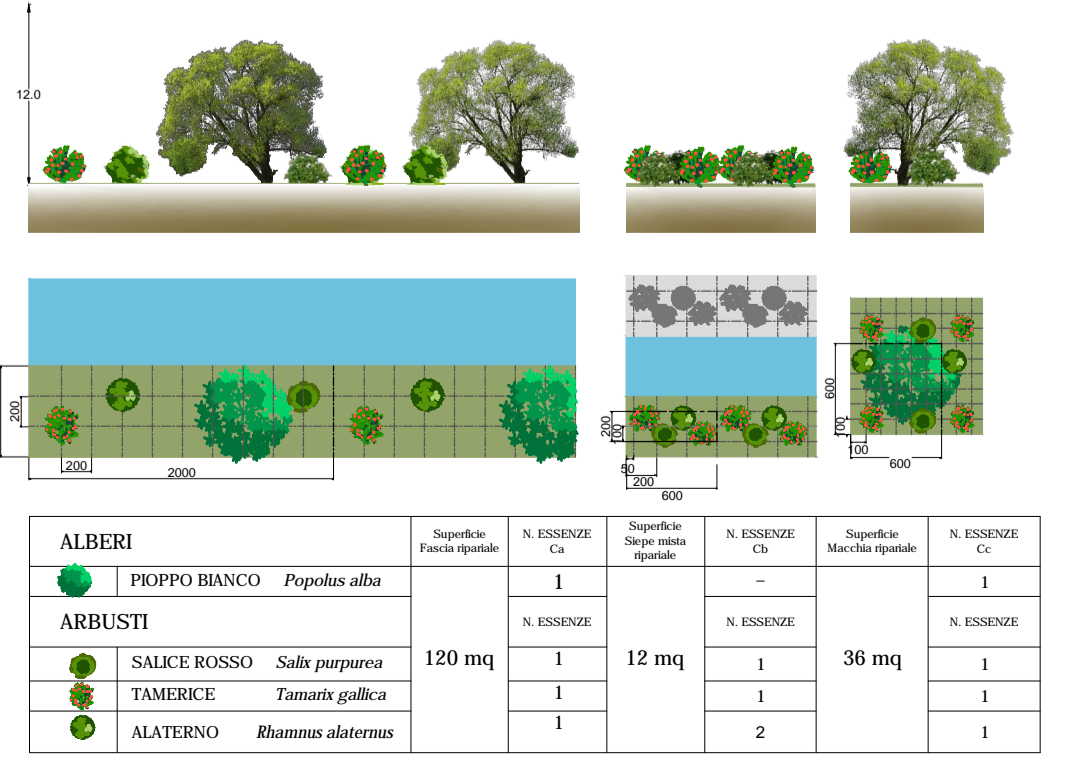 12.0
200
200
2000
200
100
50
200
600
600
100
100
600
ALBERI
Superficie
Fascia ripariale
N. ESSENZE
Ca
Superficie
Siepe mista
ripariale
N. ESSENZE
Cb
Superficie
Macchia ripariale
N. ESSENZE
Cc
PIOPPO BIANCO Popolus alba
1
–
1
ARBUSTI
N. ESSENZE
N. ESSENZE
N. ESSENZE
120 mq
12 mq
36 mq
SALICE ROSSO Salix purpurea
1
1
1
TAMERICE Tamarix gallica
1
1
1
ALATERNO Rhamnus alaternus
1
2
1